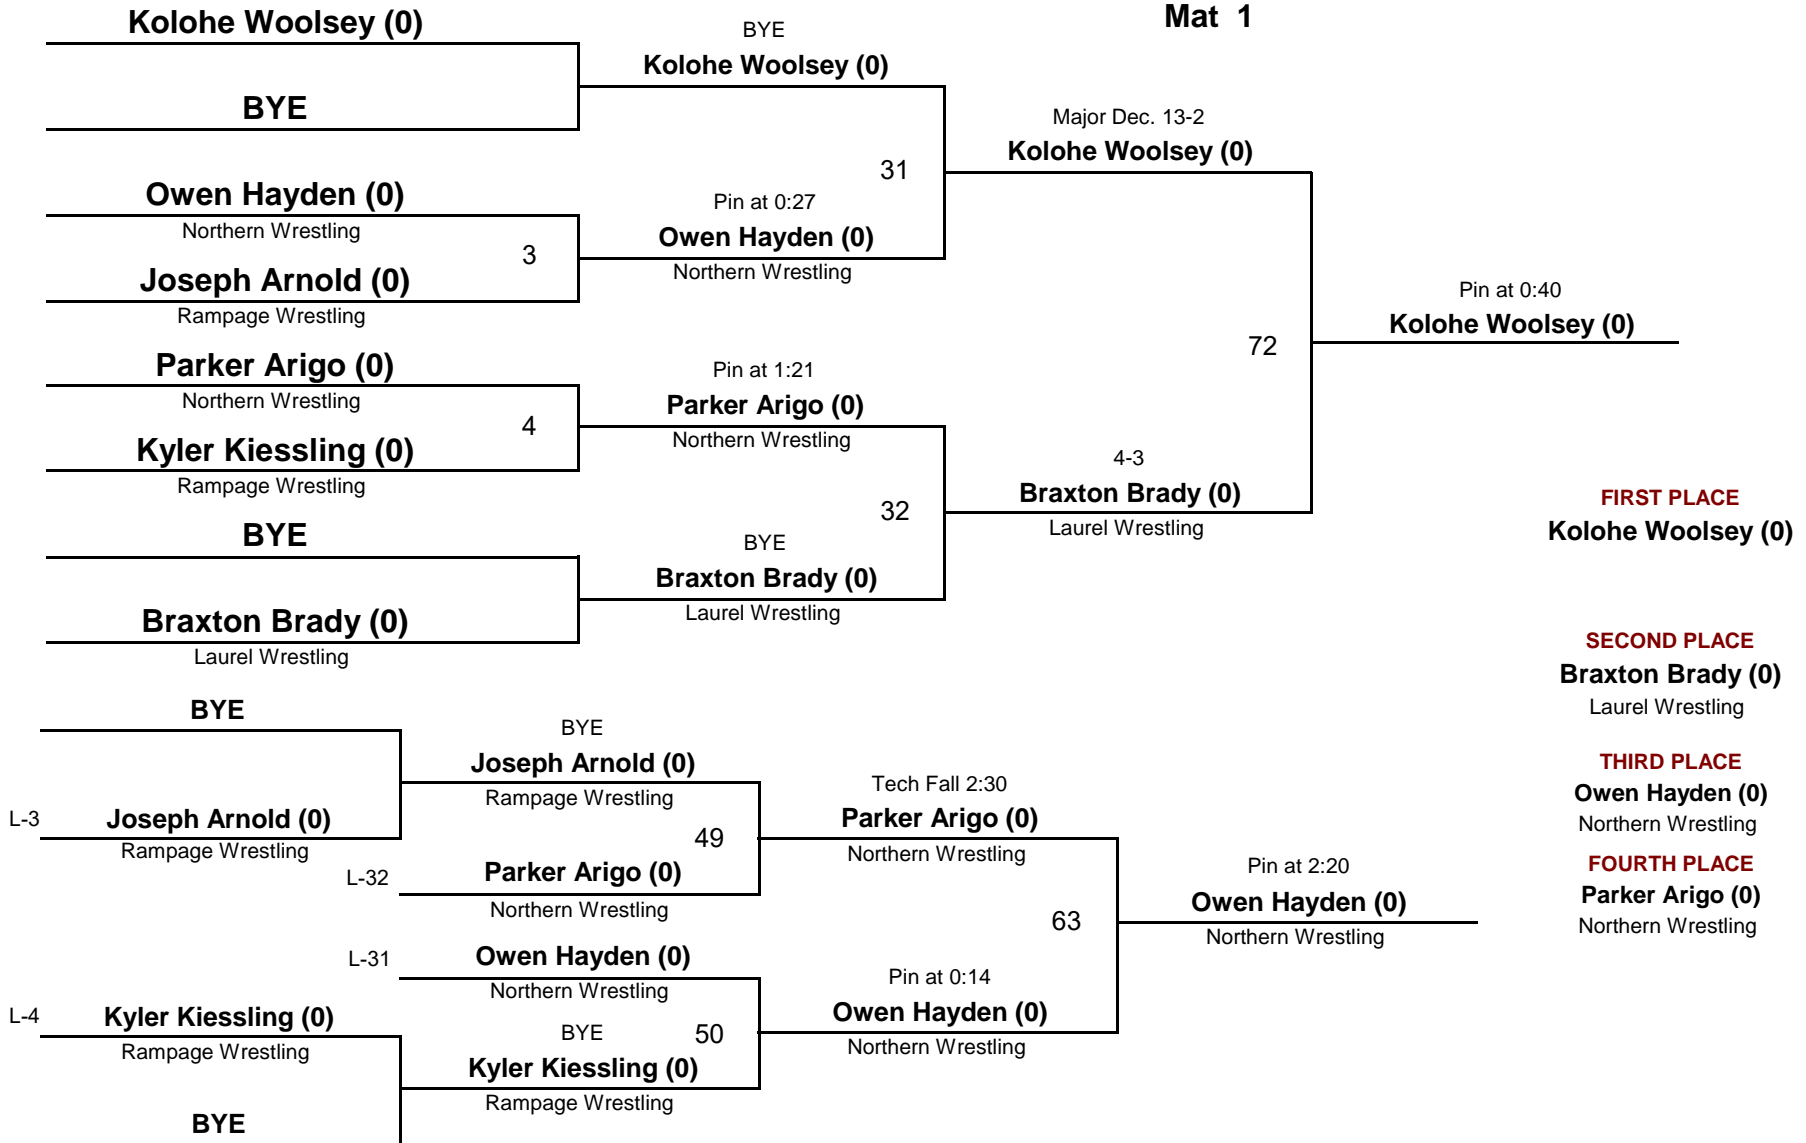 Mat 1
Kolohe Woolsey (0)
BYE
Kolohe Woolsey (0)
BYE
Major Dec. 13-2
Kolohe Woolsey (0)
31
Owen Hayden (0)
Northern Wrestling
Pin at 0:27
Owen Hayden (0)
Northern Wrestling
3
Joseph Arnold (0)
Rampage Wrestling
Pin at 0:40
Kolohe Woolsey (0)
72
Parker Arigo (0)
Northern Wrestling
Pin at 1:21
Parker Arigo (0)
Northern Wrestling
4
Kyler Kiessling (0)
Rampage Wrestling
4-3
Braxton Brady (0)
Laurel Wrestling
32
BYE
BYE
Braxton Brady (0)
Laurel Wrestling
Braxton Brady (0)
Laurel Wrestling
FIRST PLACE
Kolohe Woolsey (0)
SECOND PLACE
Braxton Brady (0)
Laurel Wrestling
THIRD PLACE
Owen Hayden (0)
Northern Wrestling
FOURTH PLACE
Parker Arigo (0)
Northern Wrestling
BYE
BYE
Joseph Arnold (0)
Rampage Wrestling
L-3
Joseph Arnold (0)
Rampage Wrestling
49
Tech Fall 2:30
Parker Arigo (0)
Northern Wrestling
L-32
Parker Arigo (0)
Northern Wrestling
63
Pin at 2:20
Owen Hayden (0)
Northern Wrestling
L-31
Owen Hayden (0)
Northern Wrestling
Pin at 0:14
Owen Hayden (0)
Northern Wrestling
L-4
Kyler Kiessling (0)
Rampage Wrestling
BYE
50
Kyler Kiessling (0)
Rampage Wrestling
BYE